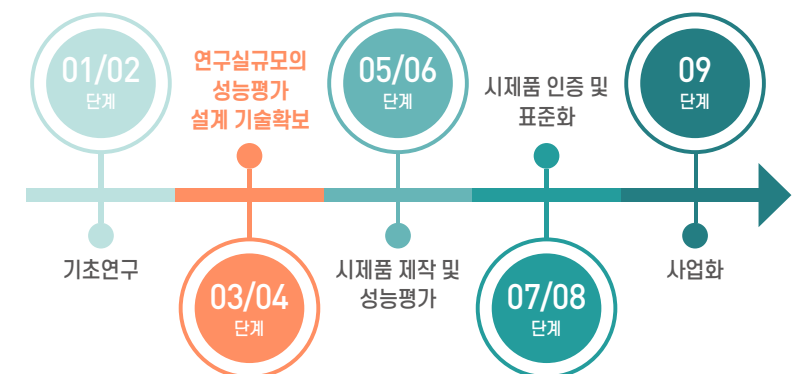 01/02
단계
기초연구
연구실규모의
성능평가
설계 기술확보
03/04
단계
05/06
단계
시제품 제작 및
성능평가
시제품 인증 및
표준화
07/08
단계
09
단계
사업화